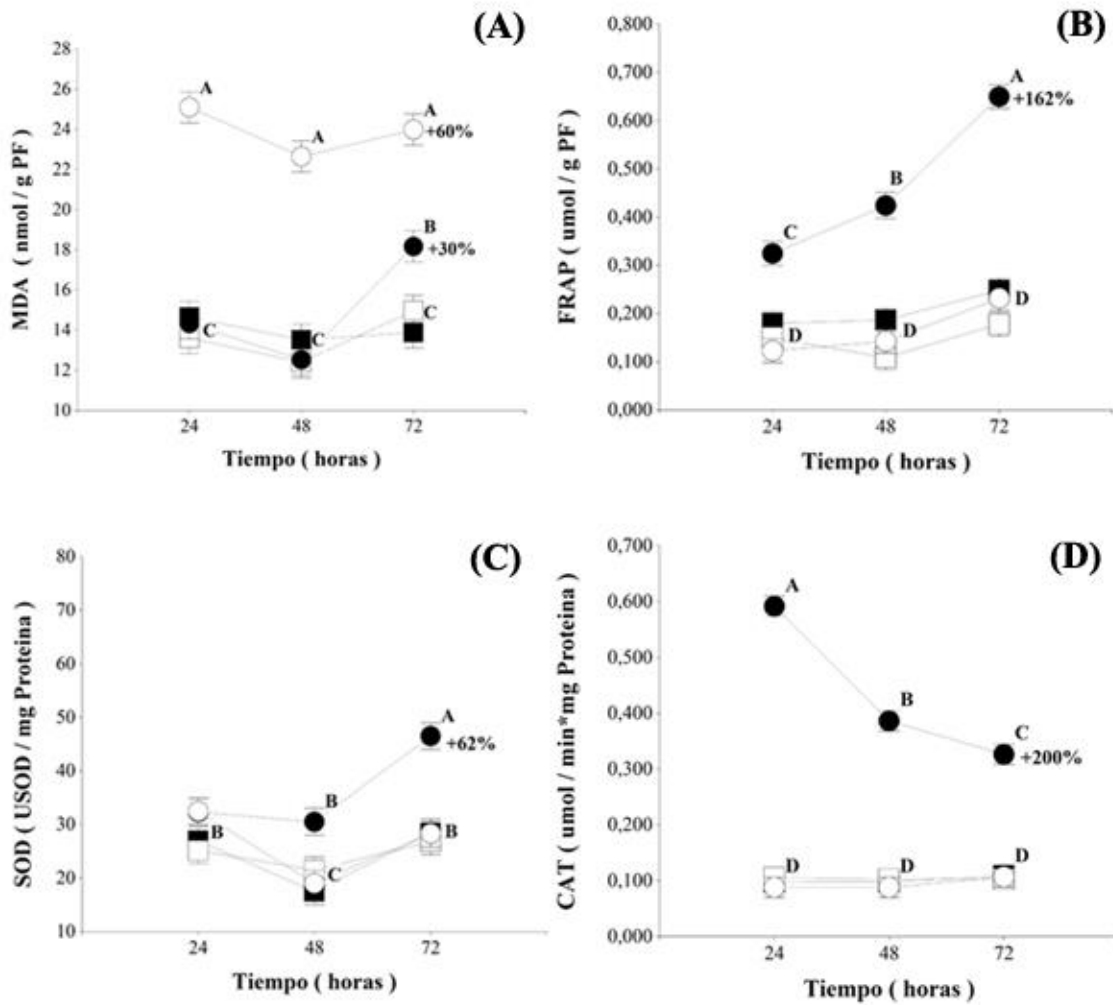 (A)
MDA ( nmol / g PF )
28
26
24
22
20
18
16
14
12
10
A
A
A
+60%
B
+30%
C
C
C
24
48
72
Tiempo ( horas )
(B)
FRAP ( umol / g PF )
0,800
0,700
0,600
0,500
0,400
0,300
0,200
0,100
0,000
A
+162%
B
C
D
D
D
24
48
72
Tiempo ( horas )
(C)
SOD ( USOD / mg Proteina )
80
70
60
50
40
30
20
10
A
+62%
B
B
C
B
24
48
72
Tiempo ( horas )
(D)
CAT ( umol / min*mg Proteina )
0,700
0,600
0,500
0,400
0,300
0,200
0,100
0,000
A
B
C
+200%
D
D
D
24
48
72
Tiempo ( horas )